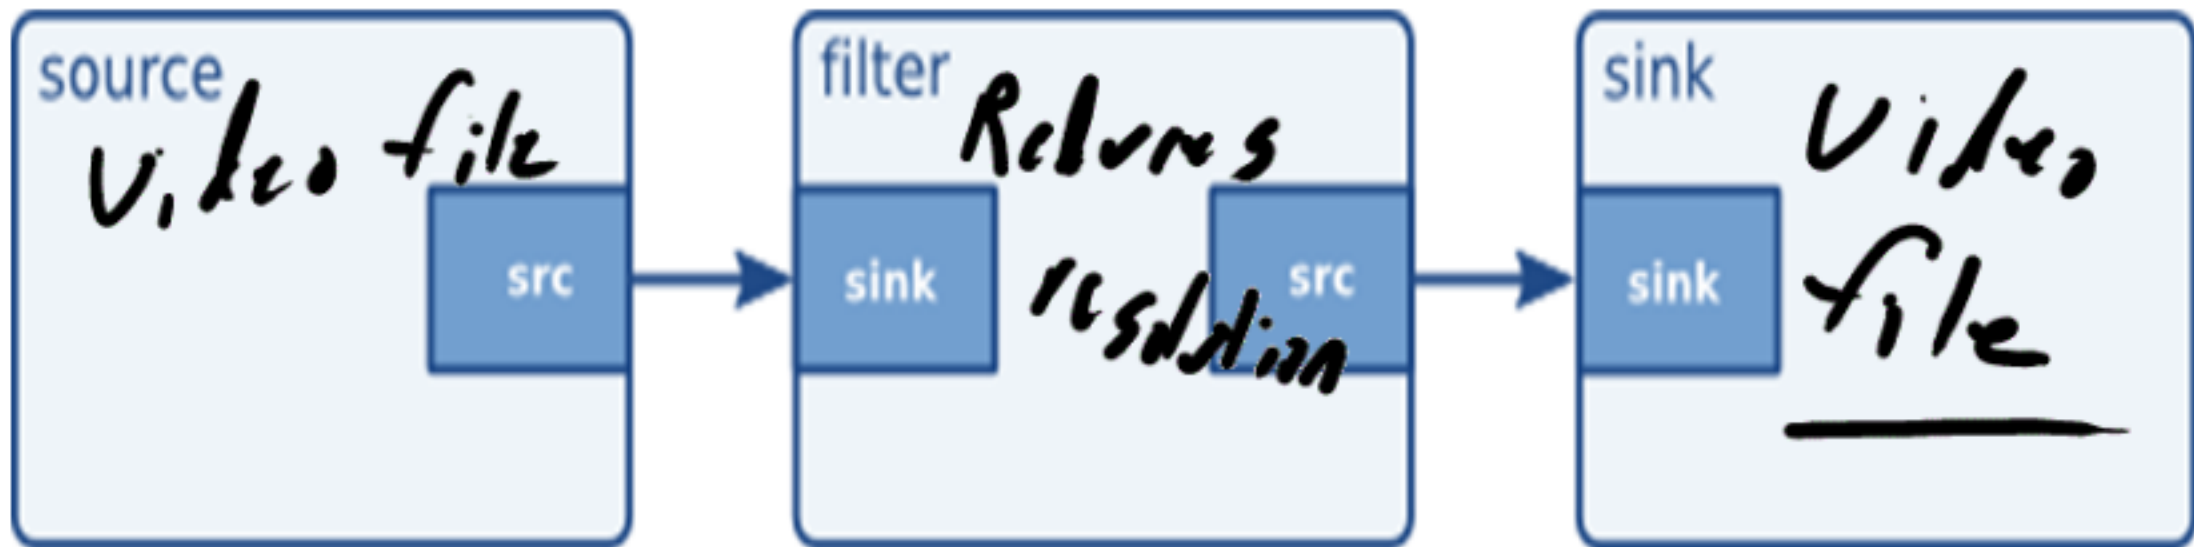 source
video file
src
filter
Returns
sink
resolution
src
sink
Video
sink
file